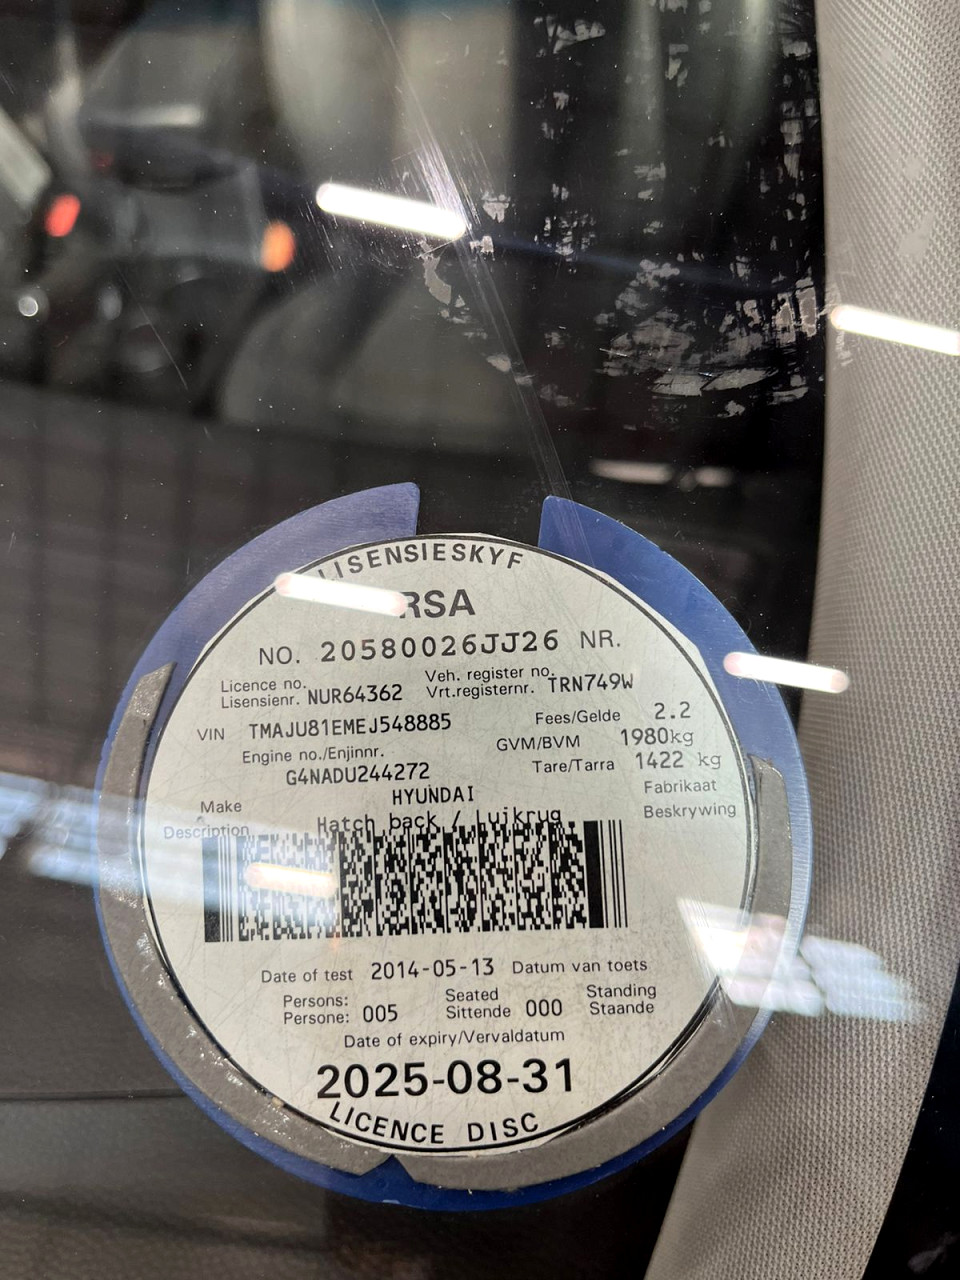 LISENSIESKYF
RSA
NO. 20580026JJ26 NR.
Licence no. Veh. register no.
Lisensienr. NUR64362 Vrt.registernr. TRN749W
VIN TMAJU81EMEJ548885 Fees/Gelde 2.2
Engine no./Enjinnr. GVM/BVM 1980kg
G4NADU244272 Tare/Tarra 1422 kg
Make HYUNDAI Fabrikaat
Description Hatch back / Luikrug Beskrywing
Date of test 2014-05-13 Datum van toets
Persons: Seated Standing
Persone: 005 Sittende 000 Staande
Date of expiry/Vervaldatum
2025-08-31
LICENCE DISC